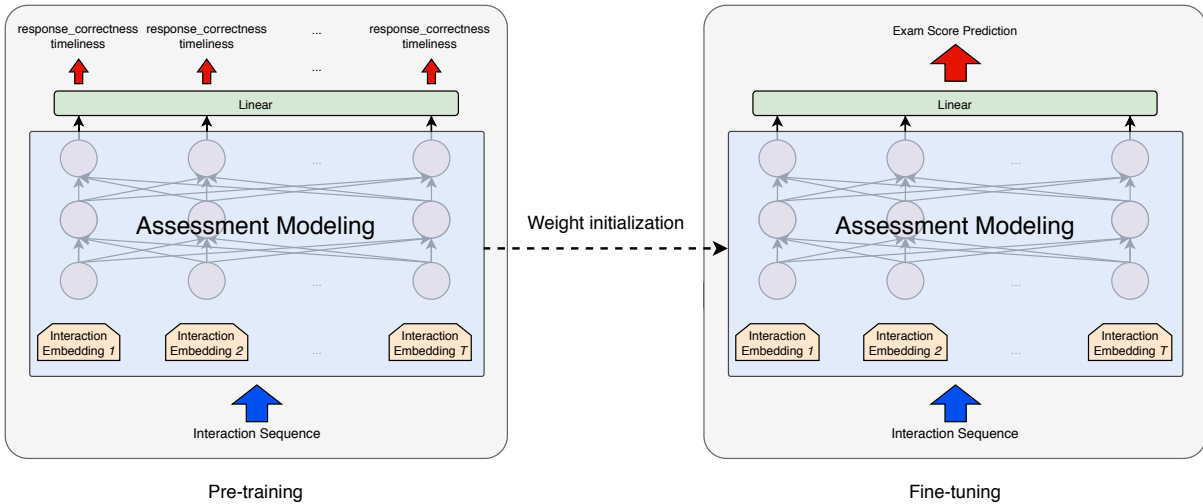 response_correctness response_correctness ... response_correctness
timeliness timeliness ... timeliness
Linear
...
Assessment Modeling
...
Interaction Interaction Interaction
Embedding 1 Embedding 2 ... Embedding T
Interaction Sequence
Pre-training
Weight initialization
Exam Score Prediction
Linear
...
Assessment Modeling
...
Interaction Interaction Interaction
Embedding 1 Embedding 2 ... Embedding T
Interaction Sequence
Fine-tuning